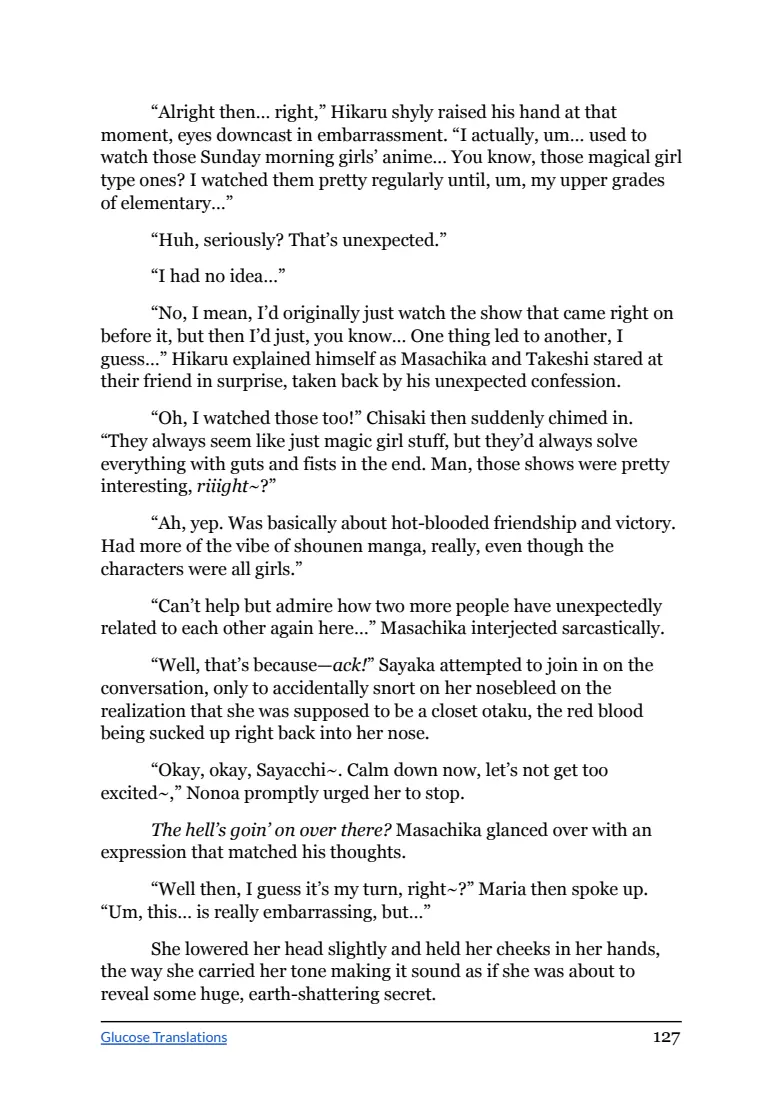 “Alright then… right,” Hikaru shyly raised his hand at that
moment, eyes downcast in embarrassment. “I actually, um… used to
watch those Sunday morning girls’ anime… You know, those magical girl
type ones? I watched them pretty regularly until, um, my upper grades
of elementary…”
“Huh, seriously? That’s unexpected.”
“I had no idea…”
“No, I mean, I’d originally just watch the show that came right on
before it, but then I’d just, you know… One thing led to another, I
guess…” Hikaru explained himself as Masachika and Takeshi stared at
their friend in surprise, taken back by his unexpected confession.
“Oh, I watched those too!” Chisaki then suddenly chimed in.
“They always seem like just magic girl stuff, but they’d always solve
everything with guts and fists in the end. Man, those shows were pretty
interesting, riiight~?”
“Ah, yep. Was basically about hot-blooded friendship and victory.
Had more of the vibe of shounen manga, really, even though the
characters were all girls.”
“Can’t help but admire how two more people have unexpectedly
related to each other again here…” Masachika interjected sarcastically.
“Well, that’s because—ack!” Sayaka attempted to join in on the
conversation, only to accidentally snort on her nosebleed on the
realization that she was supposed to be a closet otaku, the red blood
being sucked up right back into her nose.
“Okay, okay, Sayacchi~. Calm down now, let’s not get too
excited~,” Nonoa promptly urged her to stop.
The hell’s goin’ on over there? Masachika glanced over with an
expression that matched his thoughts.
“Well then, I guess it’s my turn, right~?” Maria then spoke up.
“Um, this… is really embarrassing, but…”
She lowered her head slightly and held her cheeks in her hands,
the way she carried her tone making it sound as if she was about to
reveal some huge, earth-shattering secret.
Glucose Translations 127